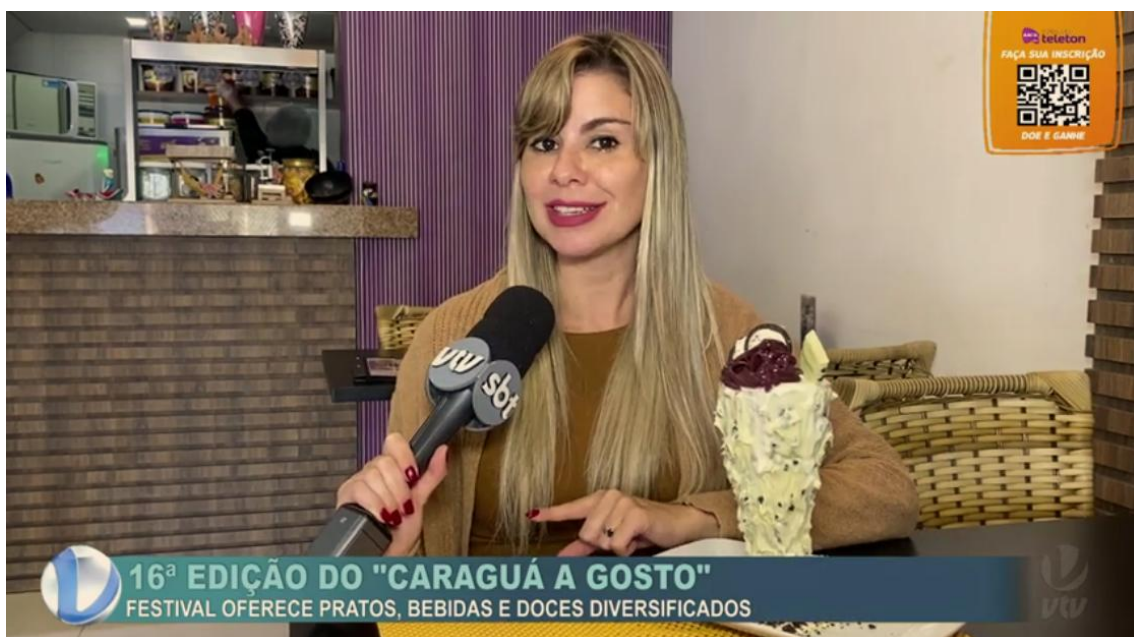 teleton
FAÇA SUA INSCRIÇÃO
DOE E GANHE
vtv
sbt
16ª EDIÇÃO DO "CARAGUÁ A GOSTO"
FESTIVAL OFERECE PRATOS, BEBIDAS E DOCES DIVERSIFICADOS
vtv